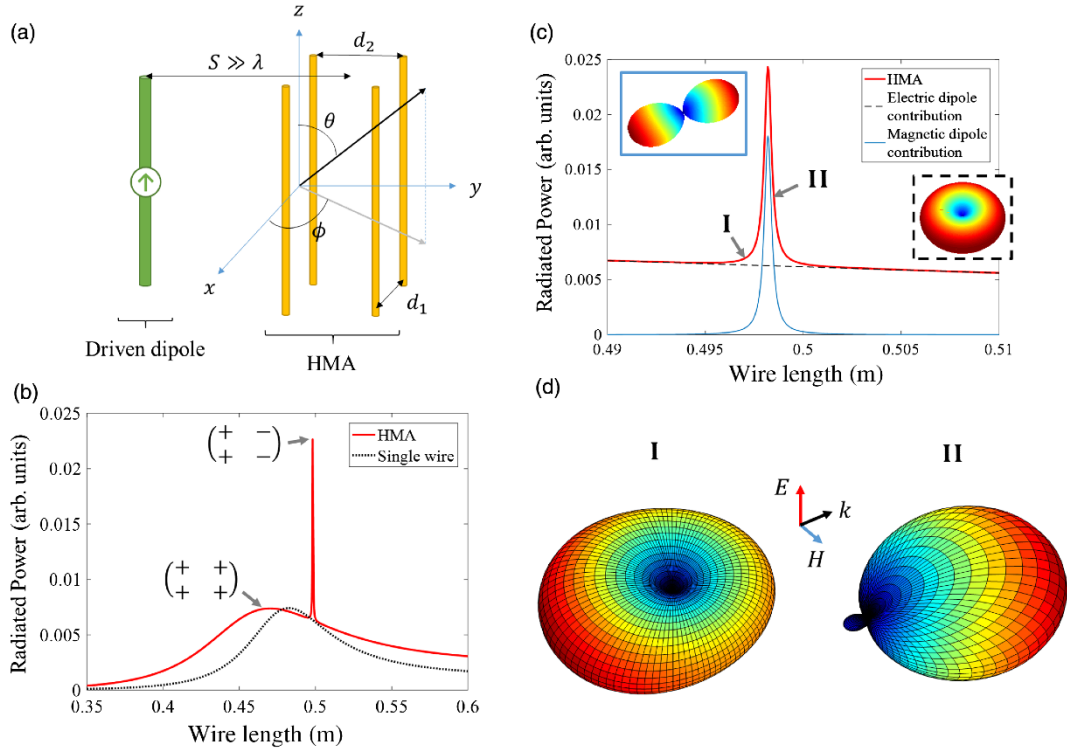 (a)
z
d₂
S ≫ λ
θ
y
ϕ
x
d₁
Driven dipole
HMA
(b)
0.025
0.02
0.015
0.01
0.005
0
Radiated Power (arb. units)
HMA
Single wire
+ −
+ −
+ +
+ +
0.35 0.4 0.45 0.5 0.55 0.6
Wire length (m)
(c)
0.025
0.02
0.015
0.01
0.005
0
Radiated Power (arb. units)
HMA
Electric dipole
contribution
Magnetic dipole
contribution
I
II
0.49 0.495 0.5 0.505 0.51
Wire length (m)
(d)
I
II
E
k
H